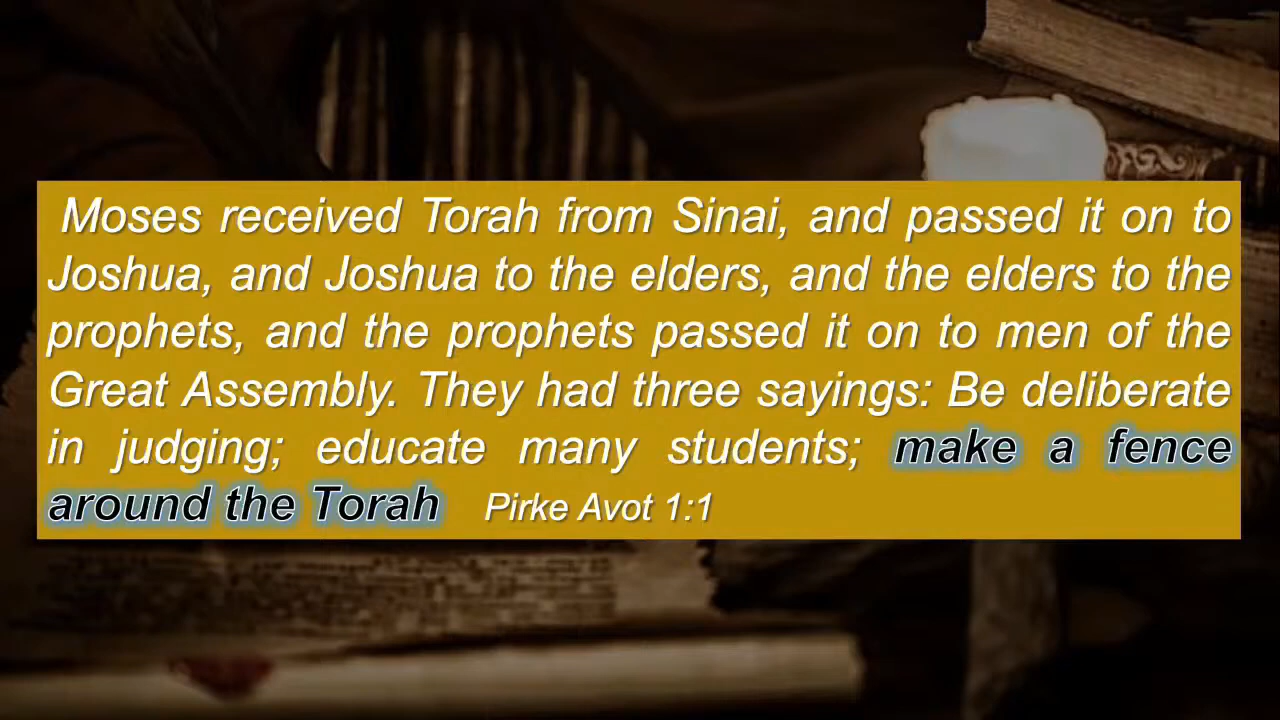 Moses received Torah from Sinai, and passed it on to
Joshua, and Joshua to the elders, and the elders to the
prophets, and the prophets passed it on to men of the
Great Assembly. They had three sayings: Be deliberate
in judging; educate many students; make a fence
around the Torah Pirke Avot 1:1